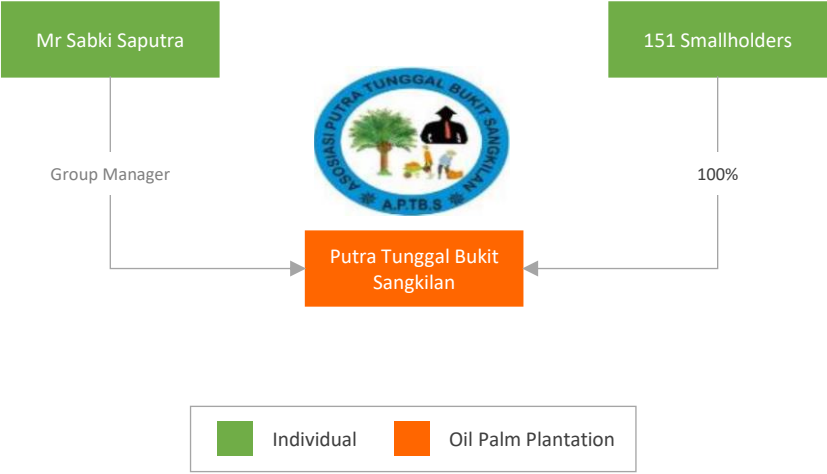 Mr Sabki Saputra
151 Smallholders
ASOSIASI PUTRA TUNGGAL BUKIT SANGKILAN
A.P.TB.S
Group Manager
100%
Putra Tunggal Bukit
Sangkilan
Individual
Oil Palm Plantation